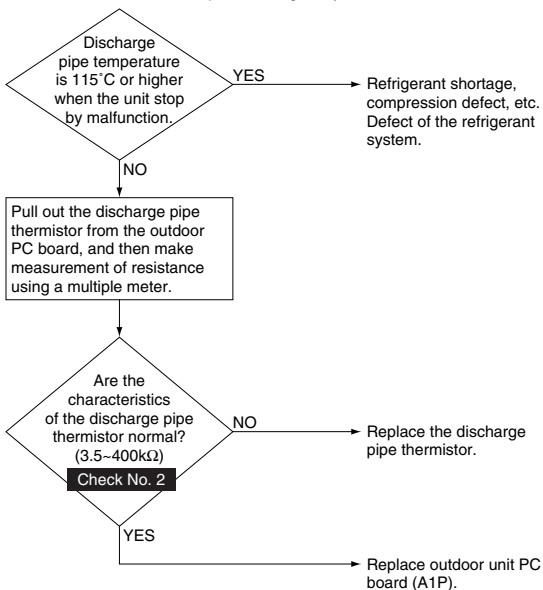 Discharge
pipe temperature
is 115˚C or higher
when the unit stop
by malfunction.
YES
Refrigerant shortage,
compression defect, etc.
Defect of the refrigerant
system.
NO
Pull out the discharge pipe
thermistor from the outdoor
PC board, and then make
measurement of resistance
using a multiple meter.
Are the
characteristics
of the discharge pipe
thermistor normal?
(3.5~400kΩ)
Check No. 2
NO
Replace the discharge
pipe thermistor.
YES
Replace outdoor unit PC
board (A1P).